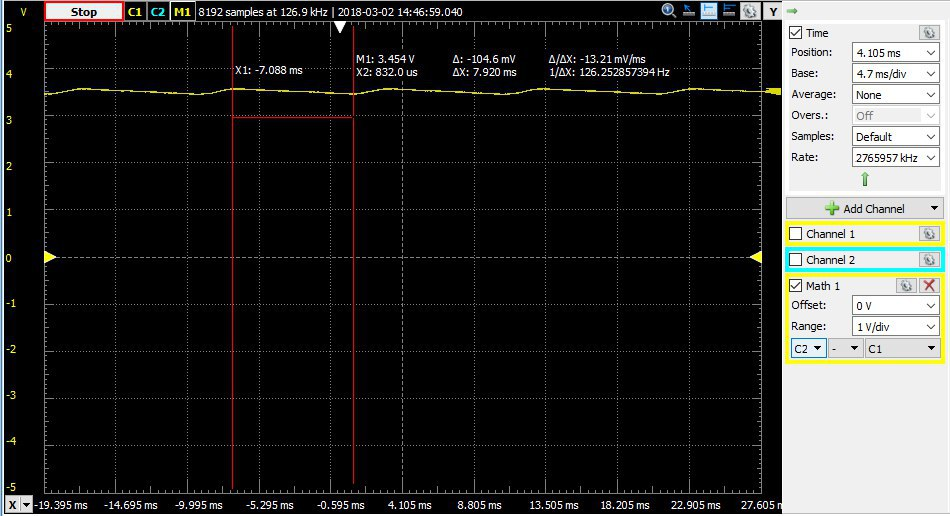 V Stop C1 C2 M1 8192 samples at 126.9 kHz | 2018-03-02 14:46:59.040 Y
5
4
3
2
1
0
-1
-2
-3
-4
-5
X1: -7.088 ms
M1: 3.454 V Δ: -104.6 mV Δ/ΔX: -13.21 mV/ms
X2: 832.0 us ΔX: 7.920 ms 1/ΔX: 126.252857394 Hz
X -19.395 ms -14.695 ms -9.995 ms -5.295 ms -0.595 ms 4.105 ms 8.805 ms 13.505 ms 18.205 ms 22.905 ms 27.605 ms
Time
Position: 4.105 ms
Base: 4.7 ms/div
Average: None
Overs.: Off
Samples: Default
Rate: 2765957 kHz
Add Channel
Channel 1
Channel 2
Math 1
Offset: 0 V
Range: 1 V/div
C2 - C1